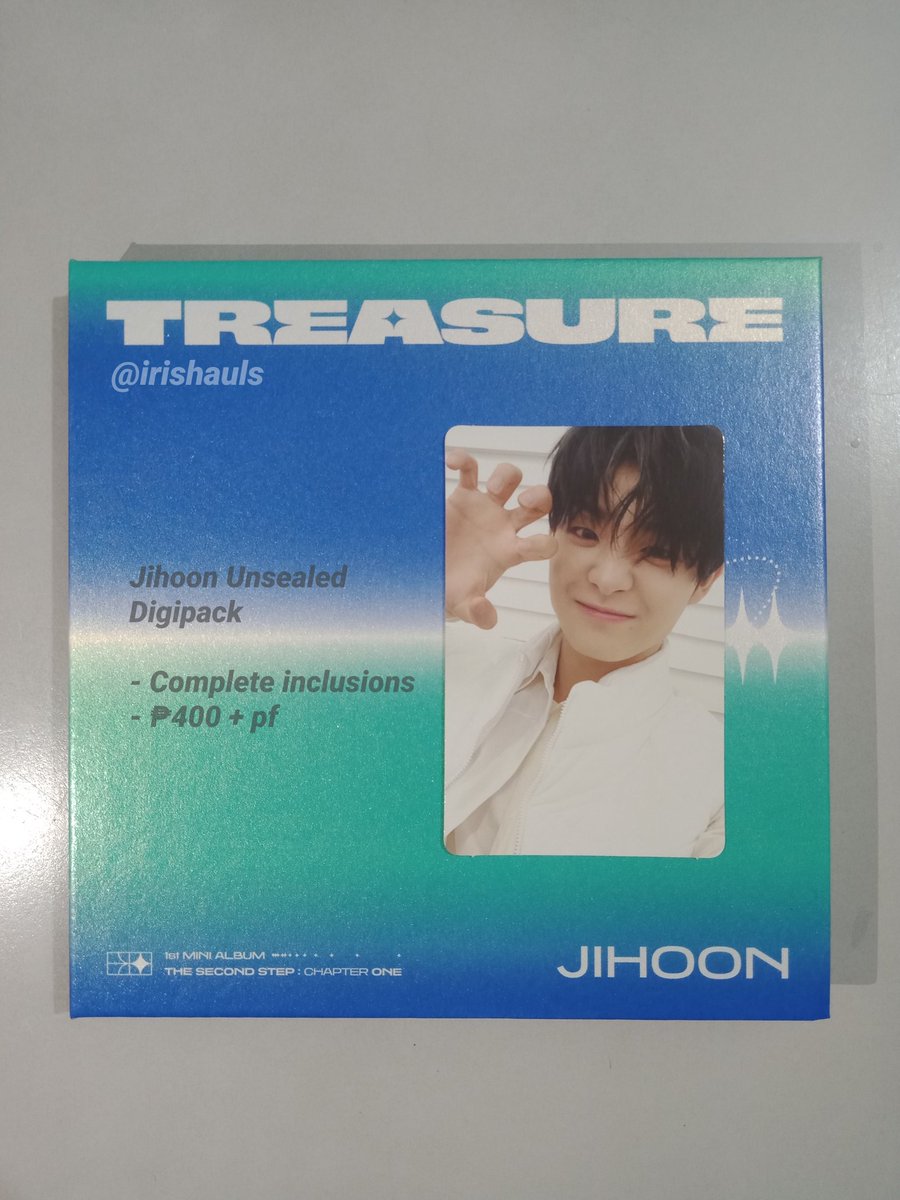 TREASURE
@irishauls
Jihoon Unsealed
Digipack
- Complete inclusions
- ₱400 + pf
1st MINI ALBUM
THE SECOND STEP : CHAPTER ONE
JIHOON